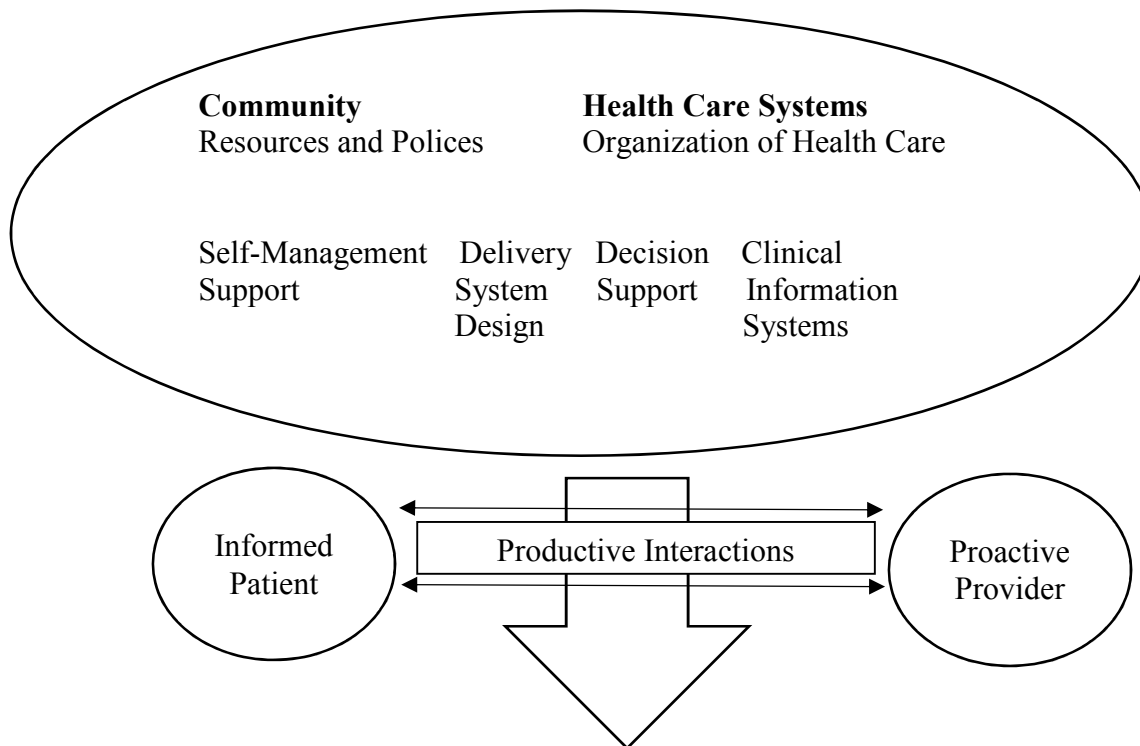 Community Health Care Systems
Resources and Polices Organization of Health Care
Self-Management Delivery Decision Clinical
Support System Support Information
Design Systems
Informed
Patient
Productive Interactions
Proactive
Provider